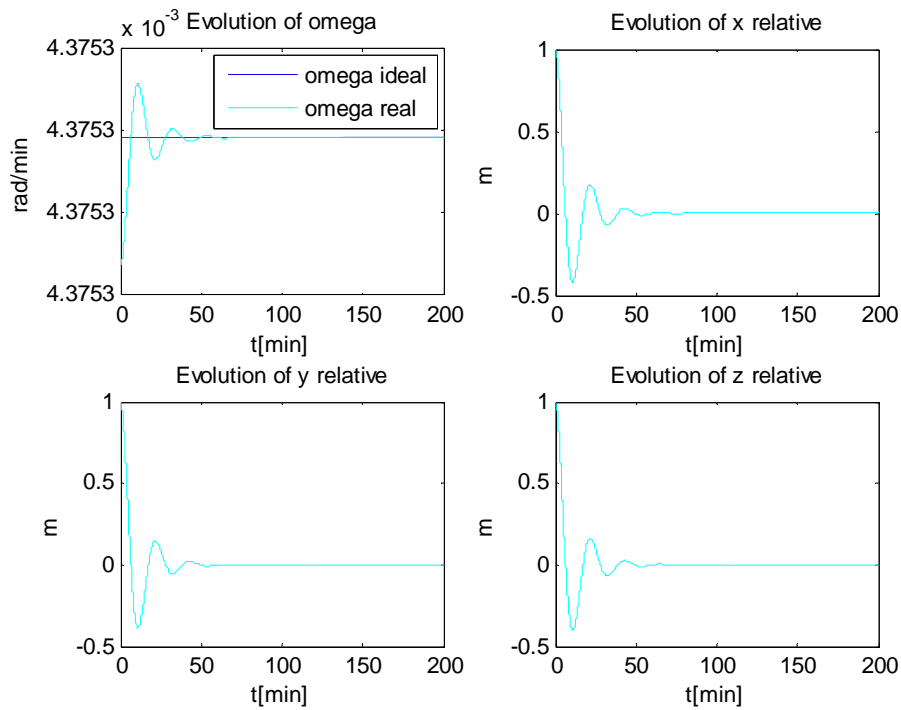 x 10^-3 Evolution of omega
4.3753
4.3753
4.3753
4.3753
rad/min
omega ideal
omega real
0 50 100 150 200
t[min]
Evolution of x relative
1
0.5
0
-0.5
m
0 50 100 150 200
t[min]
Evolution of y relative
1
0.5
0
-0.5
m
0 50 100 150 200
t[min]
Evolution of z relative
1
0.5
0
-0.5
m
0 50 100 150 200
t[min]